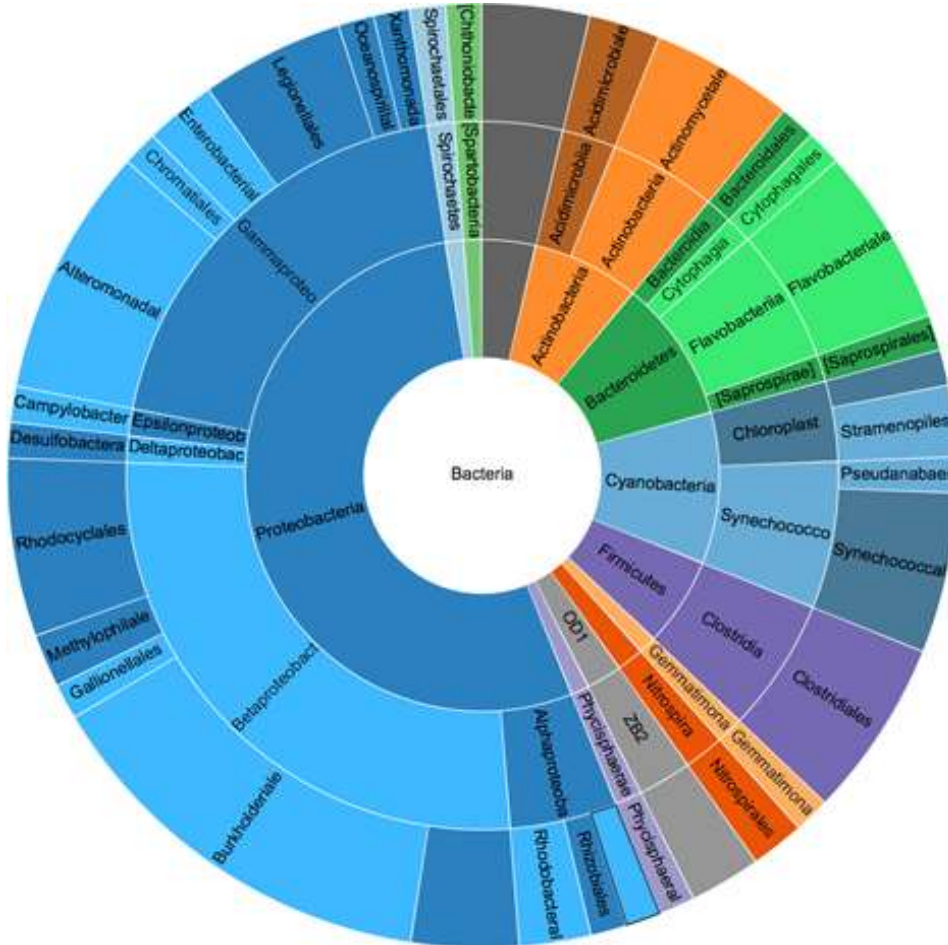 Bacteria
Actinobacteria
Bacteroidetes
Cyanobacteria
Firmicutes
OD1
Proteobacteria
Acidimicrobiia
Actinobacteria
Bacteroidia
Cytophagia
Flavobacteriia
[Saprospirae]
Chloroplast
Synechococco
Clostridia
Gemmatimona
Nitrospira
ZB2
Phycisphaerae
Alphaproteoba
Betaproteobact
Deltaproteobac
Epsilonproteob
Gammaproteo
Spirochaetes
[Spartobacteria
Acidimicrobiale
Actinomycetale
Bacteroidales
Cytophagales
Flavobacteriale
[Saprospirales]
Stramenopiles
Pseudanabae
Synechococcal
Clostridiales
Gemmatimona
Nitrospirales
Phycisphaeral
Rhizobiales
Rhodobacteral
Burkholderiale
Gallionellales
Methylophilale
Rhodocyclales
Desulfobactera
Campylobacter
Alteromonadal
Chromatiales
Enterobacterial
Legionellales
Oceanospirillal
Xanthomonada
Spirochaetales
[Chthoniobacte